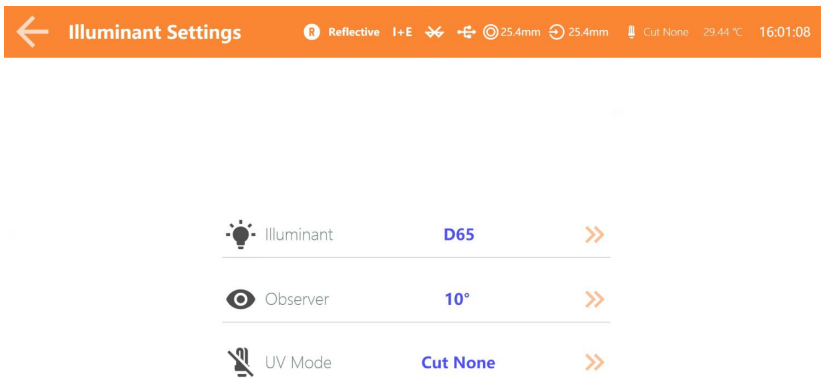 Illuminant Settings R Reflective I+E 25.4mm 25.4mm Cut None 29.44 ℃ 16:01:08
Illuminant D65
Observer 10°
UV Mode Cut None